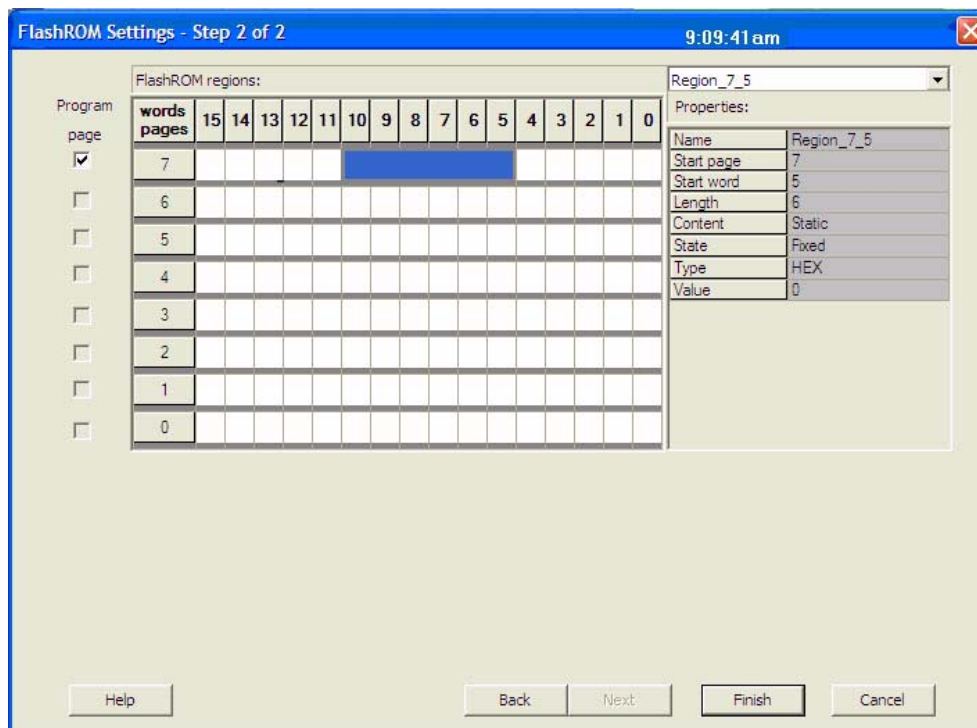 FlashROM Settings - Step 2 of 2
9:09:41am
FlashROM regions:
Region_7_5
Program
page
words
pages
15 14 13 12 11 10 9 8 7 6 5 4 3 2 1 0
7
6
5
4
3
2
1
0
Properties:
Name Region_7_5
Start page 7
Start word 5
Length 6
Content Static
State Fixed
Type HEX
Value 0
Help
Back
Next
Finish
Cancel